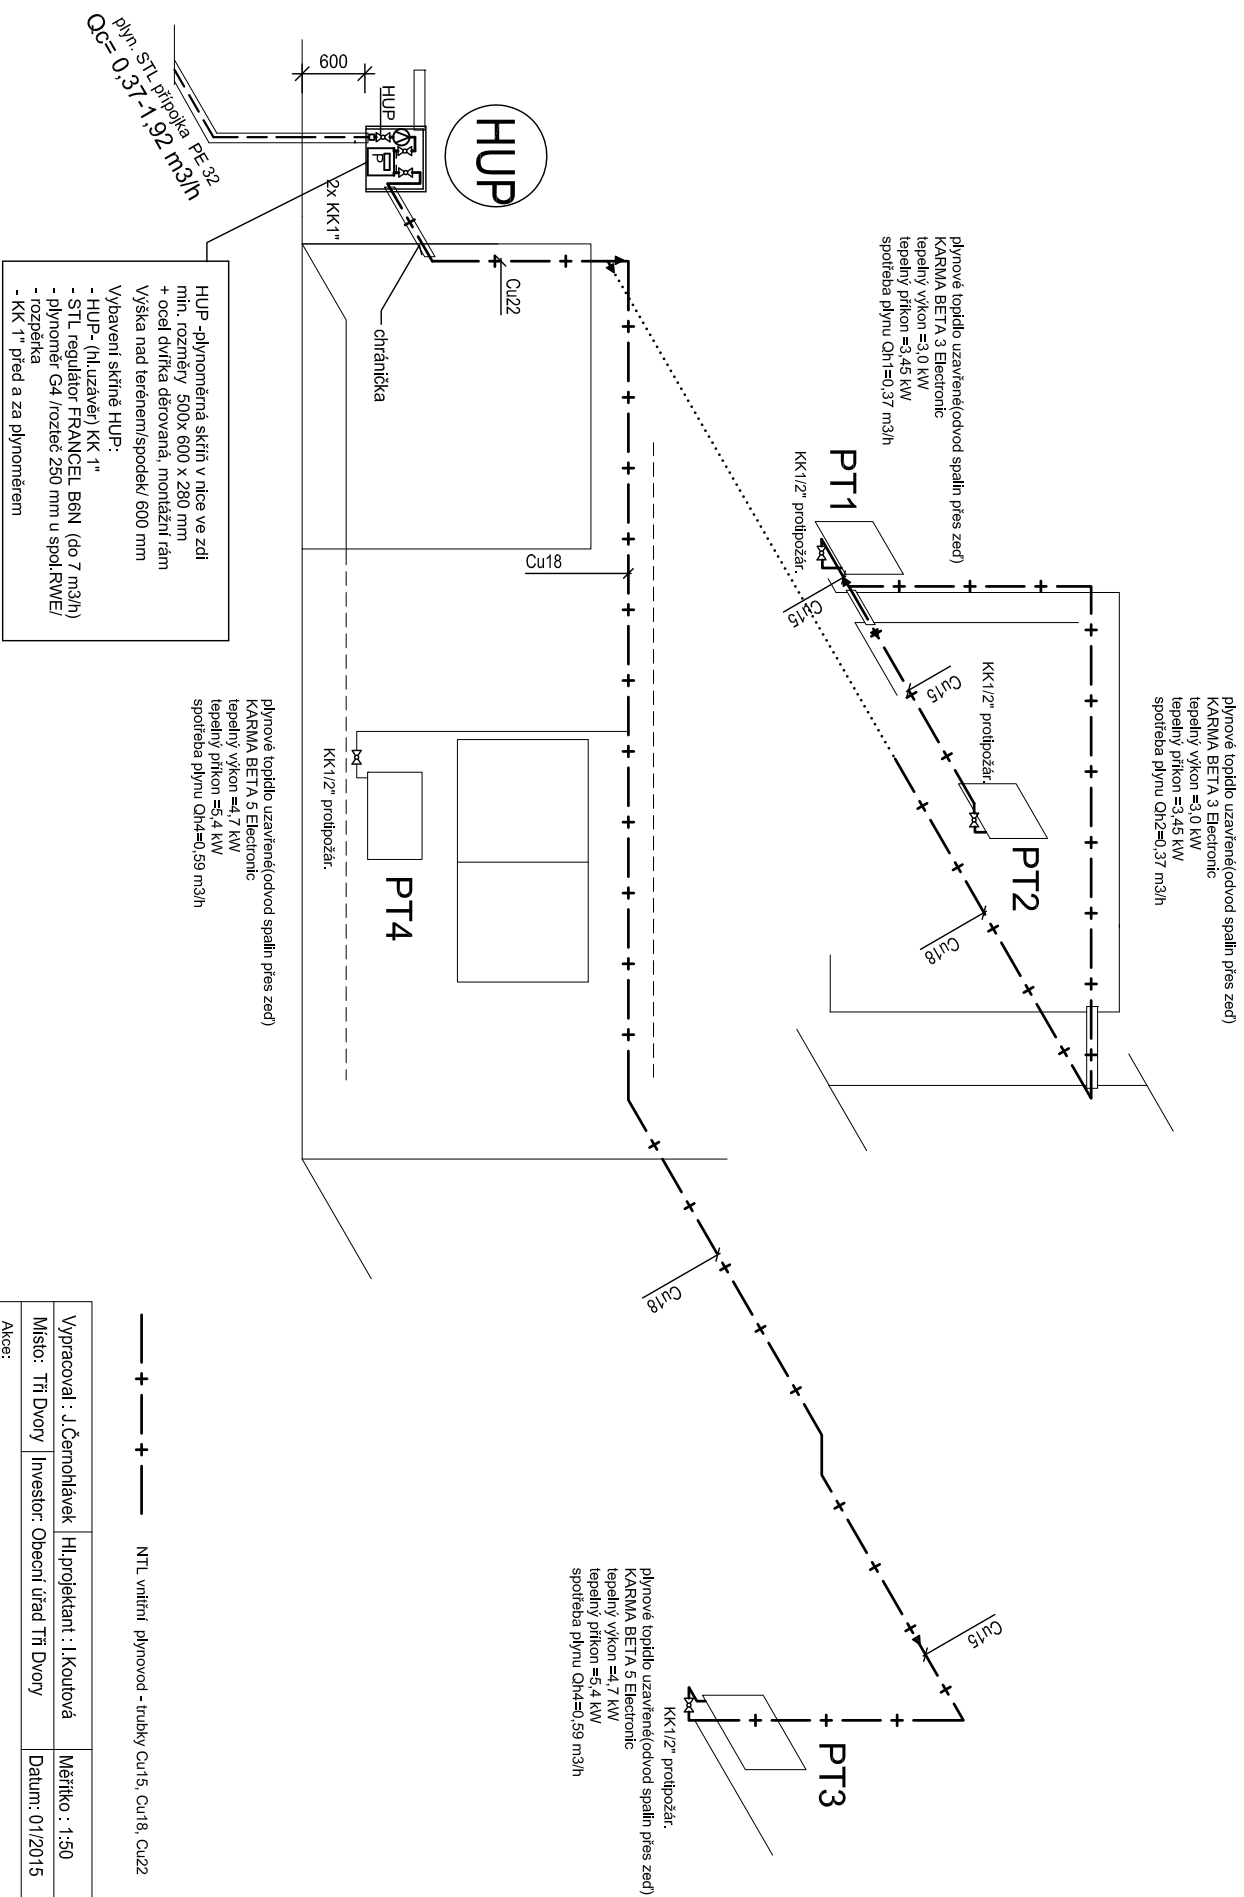 plyn. STL přípojka PE 32
Qc= 0,37-1,92 m3/h
600
HUP
P
2x KK1"
HUP
Cu22
chránička
HUP -plynoměrná skříň v nice ve zdi
min. rozměry 500x 600 x 280 mm
+ ocel dvířka děrovaná, montážní rám
Výška nad terénem/spodek/ 600 mm
Vybavení skříně HUP:
- HUP- (hl.uzávěr) KK 1"
- STL regulátor FRANCEL B6N (do 7 m3/h)
- plynoměr G4 /rozteč 250 mm u spol.RWE/
- rozpěrka
- KK 1" před a za plynoměrem
plynové topidlo uzavřené(odvod spalin přes zeď)
KARMA BETA 3 Electronic
tepelný výkon =3,0 kW
tepelný příkon =3,45 kW
spotřeba plynu Qh1=0,37 m3/h
PT1
KK1/2" protipožár.
Cu15
Cu15
Cu18
plynové topidlo uzavřené(odvod spalin přes zeď)
KARMA BETA 3 Electronic
tepelný výkon =3,0 kW
tepelný příkon =3,45 kW
spotřeba plynu Qh2=0,37 m3/h
KK1/2" protipožár.
PT2
Cu18
plynové topidlo uzavřené(odvod spalin přes zeď)
KARMA BETA 5 Electronic
tepelný výkon =4,7 kW
tepelný příkon =5,4 kW
spotřeba plynu Qh4=0,59 m3/h
KK1/2" protipožár.
PT4
Cu18
Cu15
KK1/2" protipožár.
plynové topidlo uzavřené(odvod spalin přes zeď)
KARMA BETA 5 Electronic
tepelný výkon =4,7 kW
tepelný příkon =5,4 kW
spotřeba plynu Qh4=0,59 m3/h
PT3
NTL vnitřní plynovod - trubky Cu15, Cu18, Cu22
Vypracoval : J.Černohlávek Hl.projektant : I.Koutová Měřítko : 1:50
Místo: Tři Dvory Investor: Obecní úřad Tři Dvory Datum: 01/2015
Akce: